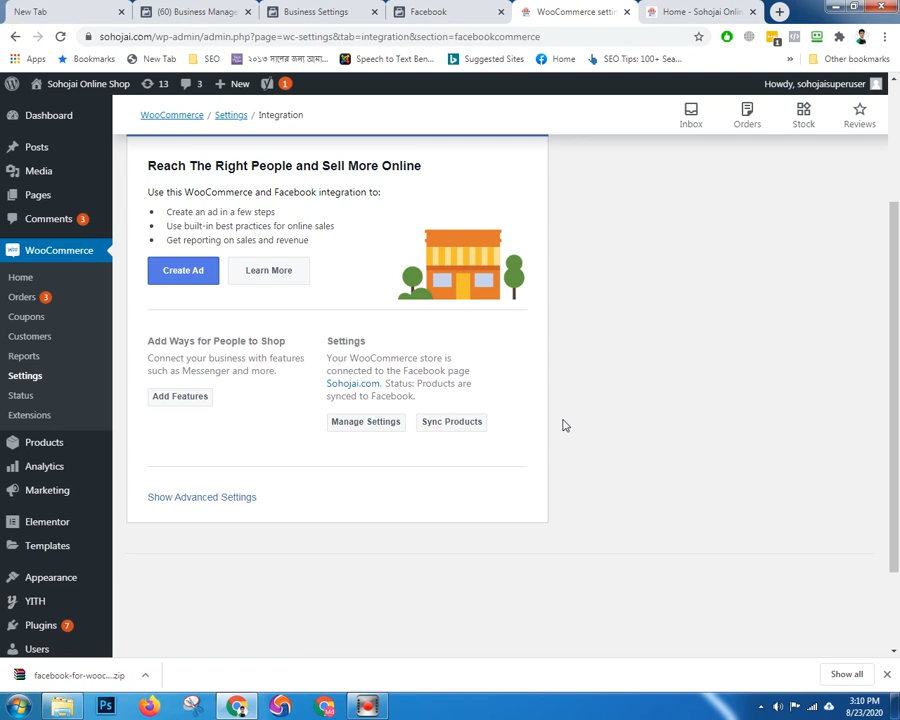 New Tab
(60) Business Manage
Business Settings
Facebook
WooCommerce settin
Home - Sohojai Onlin
sohojai.com/wp-admin/admin.php?page=wc-settings&tab=integration&section=facebookcommerce
Apps
Bookmarks
New Tab
SEO
২০১৩ সালের জন্য আমা...
Speech to Text Ben...
Suggested Sites
Home
SEO Tips: 100+ Sea...
Other bookmarks
Sohojai Online Shop
13
3
New
1
Howdy, sohojaisuperuser
Dashboard
Posts
Media
Pages
Comments 3
WooCommerce
Home
Orders 3
Coupons
Customers
Reports
Settings
Status
Extensions
Products
Analytics
Marketing
Elementor
Templates
Appearance
YITH
Plugins 7
Users
WooCommerce / Settings / Integration
Inbox
Orders
Stock
Reviews
Reach The Right People and Sell More Online
Use this WooCommerce and Facebook integration to:
• Create an ad in a few steps
• Use built-in best practices for online sales
• Get reporting on sales and revenue
Create Ad
Learn More
Add Ways for People to Shop
Connect your business with features
such as Messenger and more.
Add Features
Settings
Your WooCommerce store is
connected to the Facebook page
Sohojai.com. Status: Products are
synced to Facebook.
Manage Settings
Sync Products
Show Advanced Settings
facebook-for-wooc....zip
Show all
Ps
Md
3:10 PM
8/23/2020